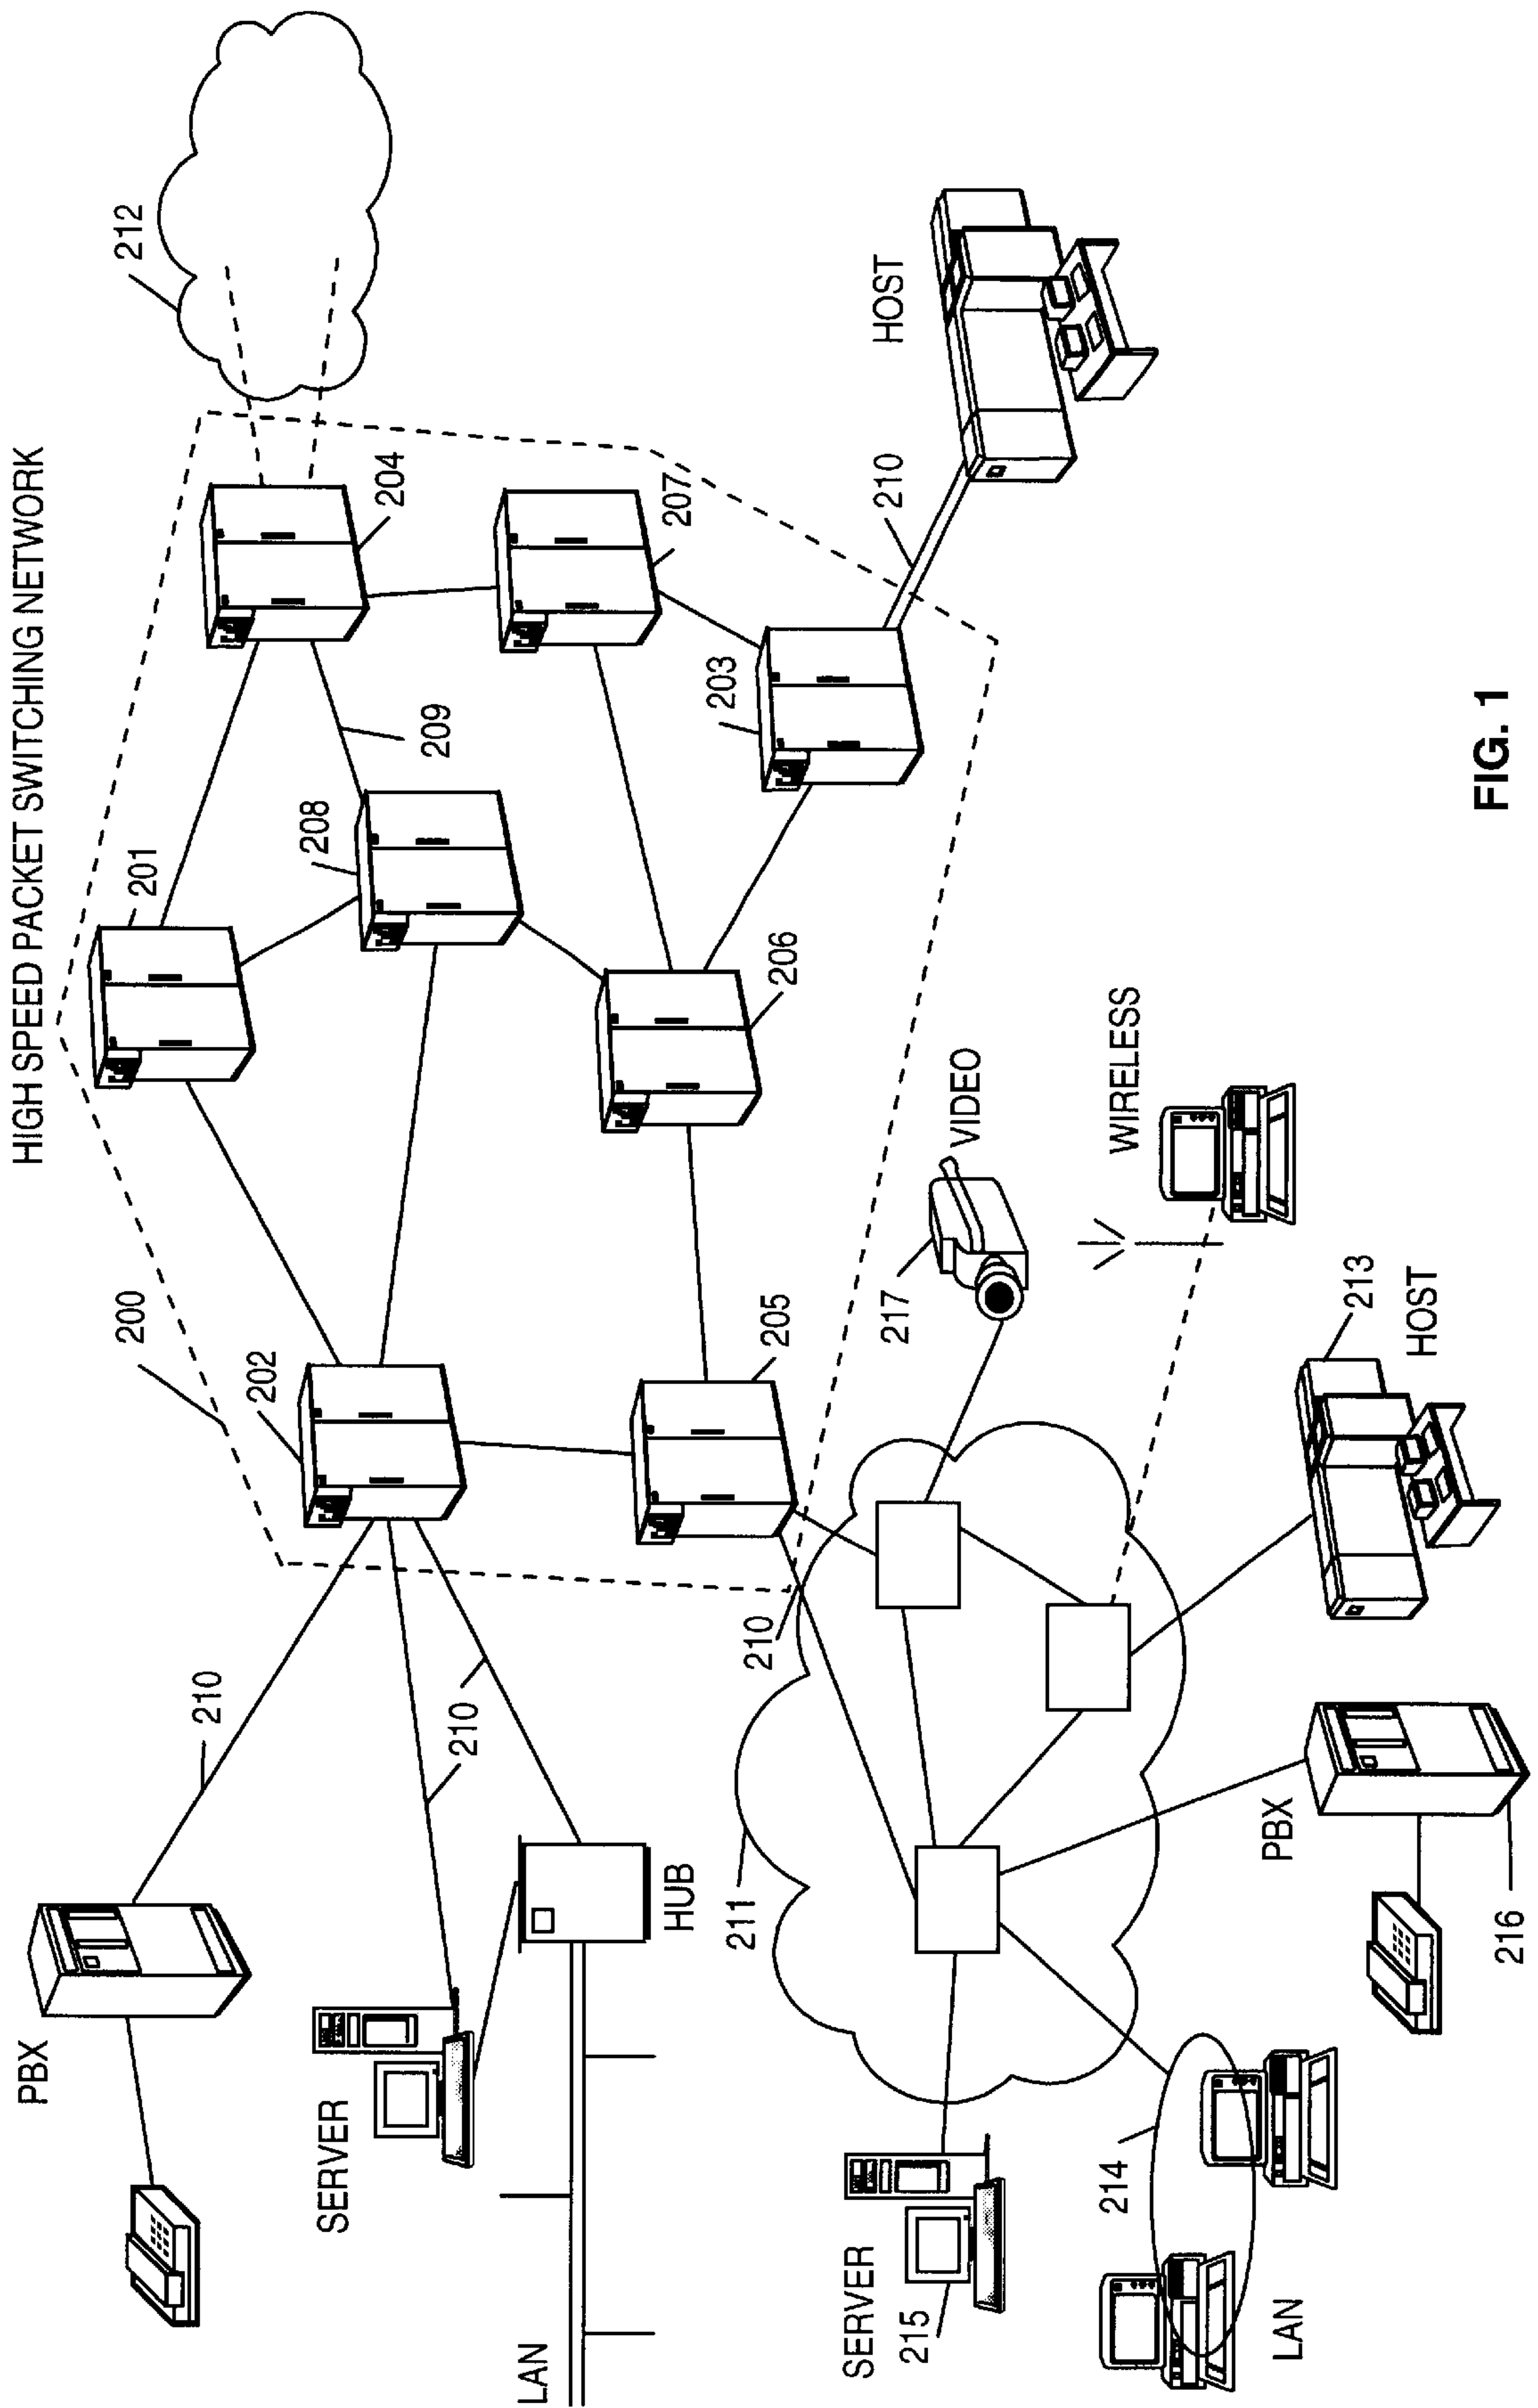 HIGH SPEED PACKET SWITCHING NETWORK
212
200
201
204
202
208
209
207
HOST
210
203
206
205
210
210
210
PBX
SERVER
HUB
LAN
211
217
VIDEO
WIRELESS
213
HOST
PBX
216
SERVER
215
214
LAN
FIG. 1